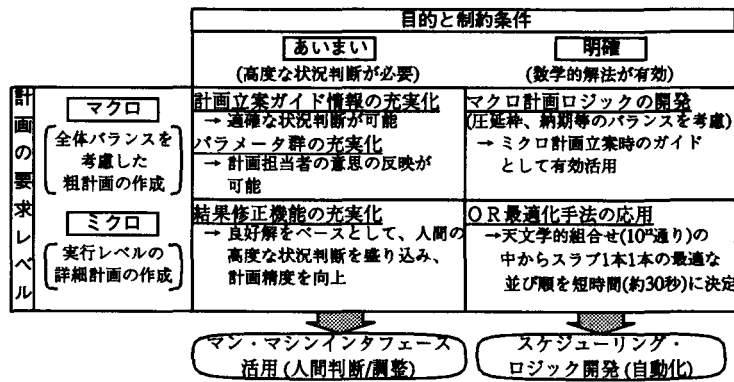 目的と制約条件
あいまい
(高度な状況判断が必要)
明確
(数学的解法が有効)
計画の要求レベル
マクロ
全体バランスを
考慮した
粗計画の作成
計画立案ガイド情報の充実化
→ 適確な状況判断が可能
パラメータ群の充実化
→ 計画担当者の意思の反映が
可能
マクロ計画ロジックの開発
(圧延枠、納期等のバランスを考慮)
→ ミクロ計画立案時のガイド
として有効活用
ミクロ
実行レベルの
詳細計画の作成
結果修正機能の充実化
→ 良好解をベースとして、人間の
高度な状況判断を盛り込み、
計画精度を向上
OR最適化手法の応用
→天文学的組合せ(10 通り)の
中からスラブ1本1本の最適な
並び順を短時間(約30秒)に決定
マン・マシンインタフェース
活用 (人間判断/調整)
スケジューリング・
ロジック開発 (自動化)